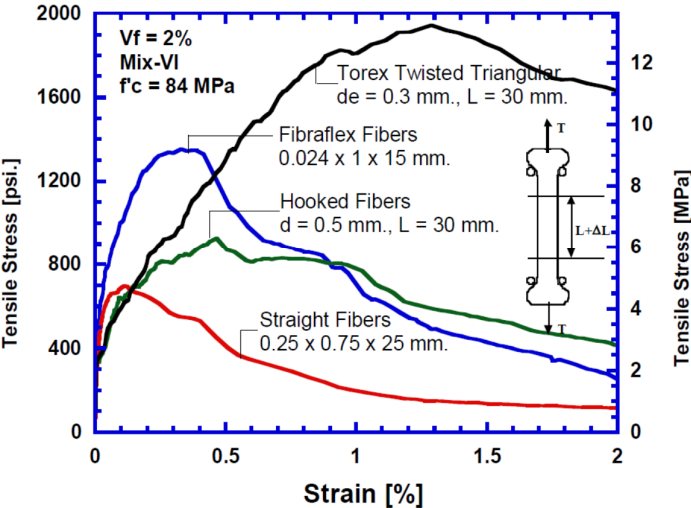 2000
1600
1200
800
400
0
Tensile Stress [psi.]
Vf = 2%
Mix-VI
f'c = 84 MPa
Torex Twisted Triangular
de = 0.3 mm., L = 30 mm.
Fibraflex Fibers
0.024 x 1 x 15 mm.
Hooked Fibers
d = 0.5 mm., L = 30 mm.
Straight Fibers
0.25 x 0.75 x 25 mm.
T
L+ΔL
T
12
10
8
6
4
2
0
Tensile Stress [MPa]
0 0.5 1 1.5 2
Strain [%]